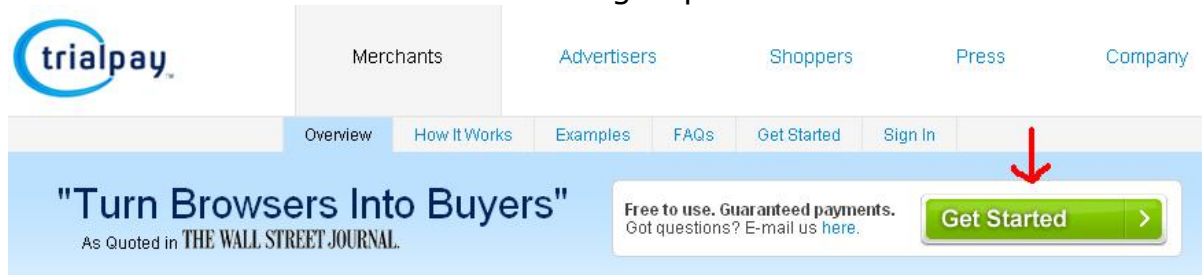 trialpay
Merchants Advertisers Shoppers Press Company
Overview How It Works Examples FAQs Get Started Sign In
"Turn Browsers Into Buyers"
As Quoted in THE WALL STREET JOURNAL.
Free to use. Guaranteed payments.
Got questions? E-mail us here.
Get Started